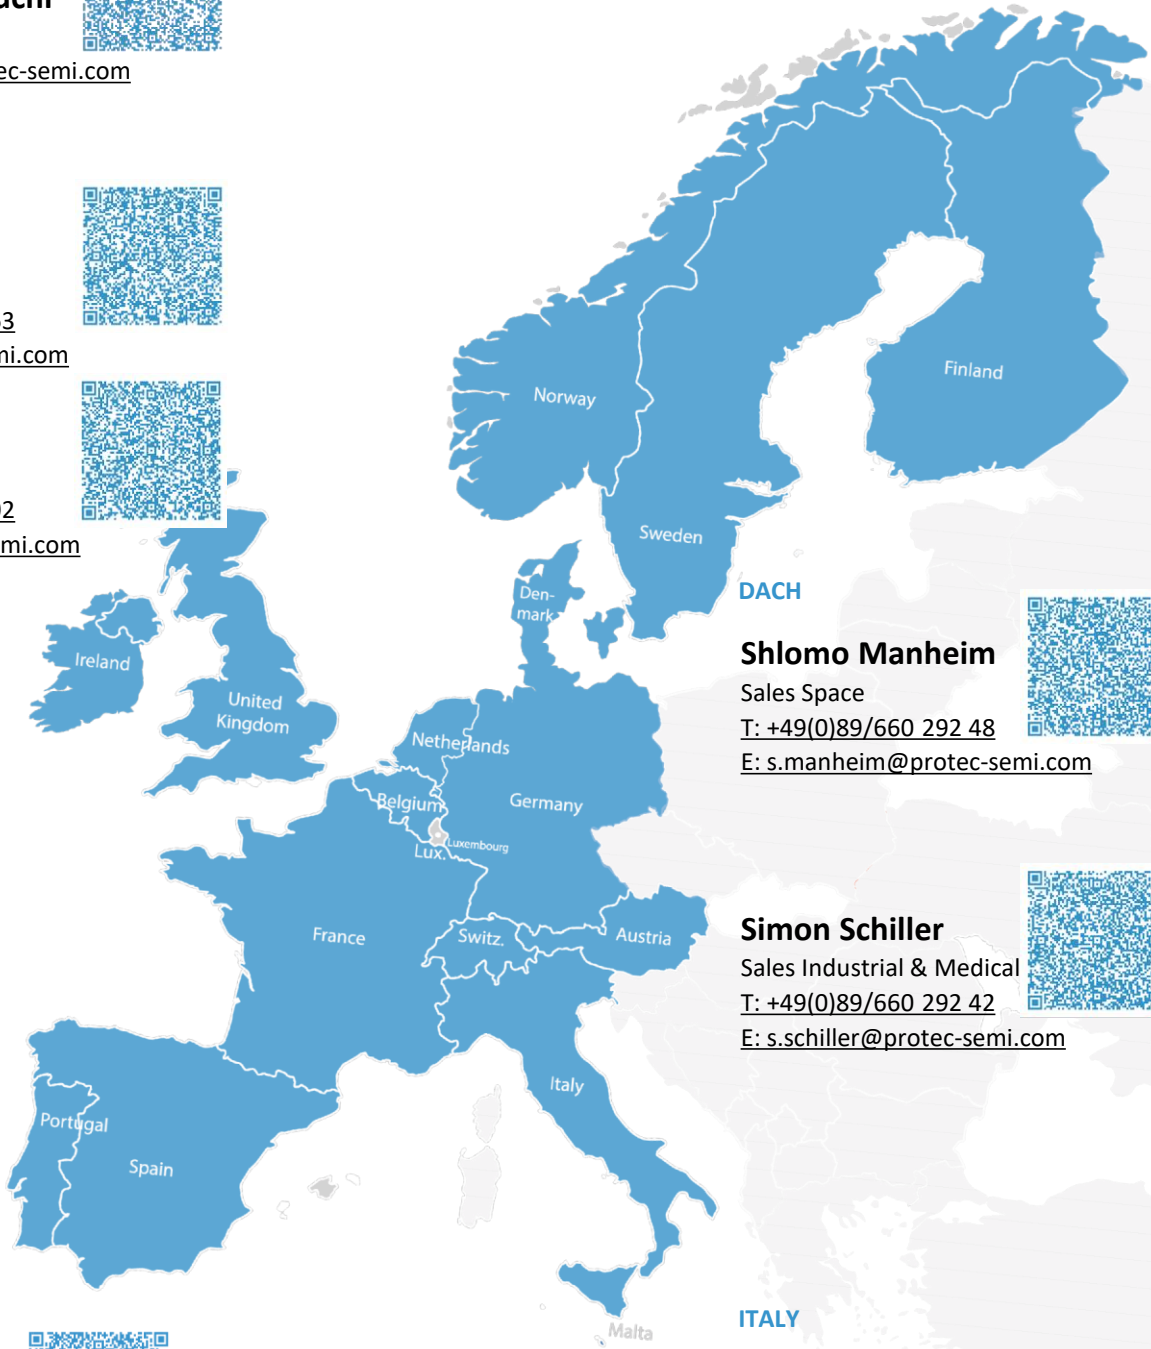 ec-semi.com
mi.com
emi.com
Norway
Finland
Sweden
Den-
mark
Ireland
United
Kingdom
Netherlands
Belgium
Germany
Luxembourg
Lux.
France
Switz.
Austria
Italy
Portugal
Spain
Malta
DACH
Shlomo Manheim
Sales Space
T: +49(0)89/660 292 48
E: s.manheim@protec-semi.com
Simon Schiller
Sales Industrial & Medical
T: +49(0)89/660 292 42
E: s.schiller@protec-semi.com
ITALY